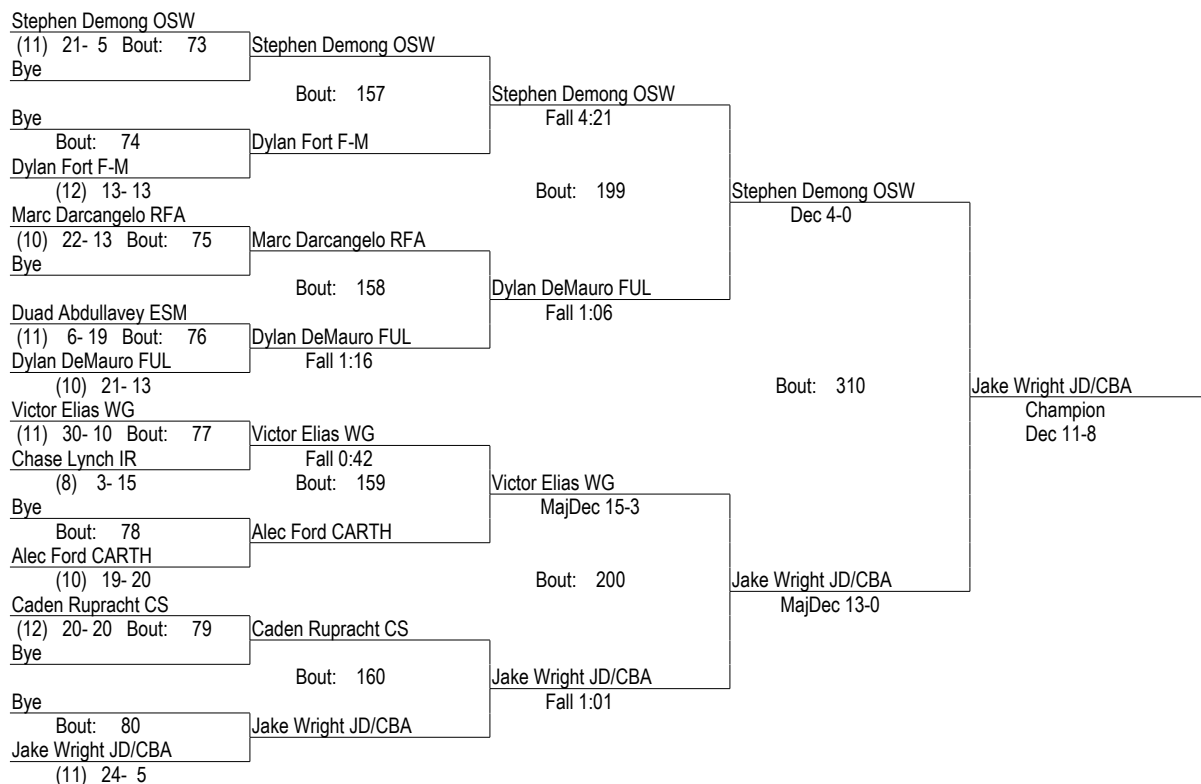 Stephen Demong OSW
(11) 21- 5 Bout: 73
Stephen Demong OSW
Bye
Bout: 157
Stephen Demong OSW
Bye
Fall 4:21
Bout: 74
Dylan Fort F-M
Dylan Fort F-M
(12) 13- 13
Bout: 199
Stephen Demong OSW
Marc Darcangelo RFA
Dec 4-0
(10) 22- 13 Bout: 75
Marc Darcangelo RFA
Bye
Bout: 158
Dylan DeMauro FUL
Duad Abdullavey ESM
Fall 1:06
(11) 6- 19 Bout: 76
Dylan DeMauro FUL
Dylan DeMauro FUL
Fall 1:16
(10) 21- 13
Bout: 310
Jake Wright JD/CBA
Victor Elias WG
Champion
(11) 30- 10 Bout: 77
Victor Elias WG
Dec 11-8
Chase Lynch IR
Fall 0:42
(8) 3- 15
Bout: 159
Victor Elias WG
Bye
MajDec 15-3
Bout: 78
Alec Ford CARTH
Alec Ford CARTH
(10) 19- 20
Bout: 200
Jake Wright JD/CBA
Caden Rupracht CS
MajDec 13-0
(12) 20- 20 Bout: 79
Caden Rupracht CS
Bye
Bout: 160
Jake Wright JD/CBA
Bye
Fall 1:01
Bout: 80
Jake Wright JD/CBA
Jake Wright JD/CBA
(11) 24- 5